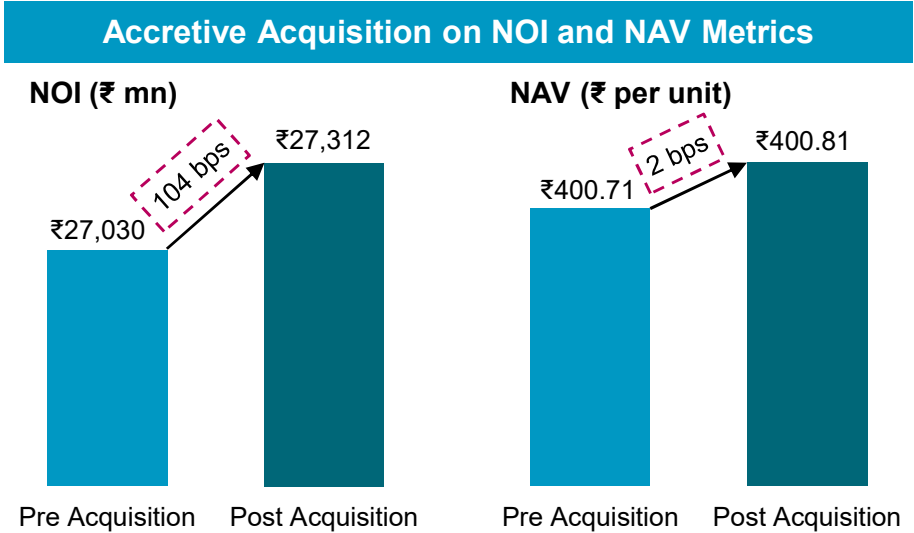 Accretive Acquisition on NOI and NAV Metrics
NOI (₹ mn)
104 bps
₹27,030
₹27,312
Pre Acquisition
Post Acquisition
NAV (₹ per unit)
2 bps
₹400.71
₹400.81
Pre Acquisition
Post Acquisition